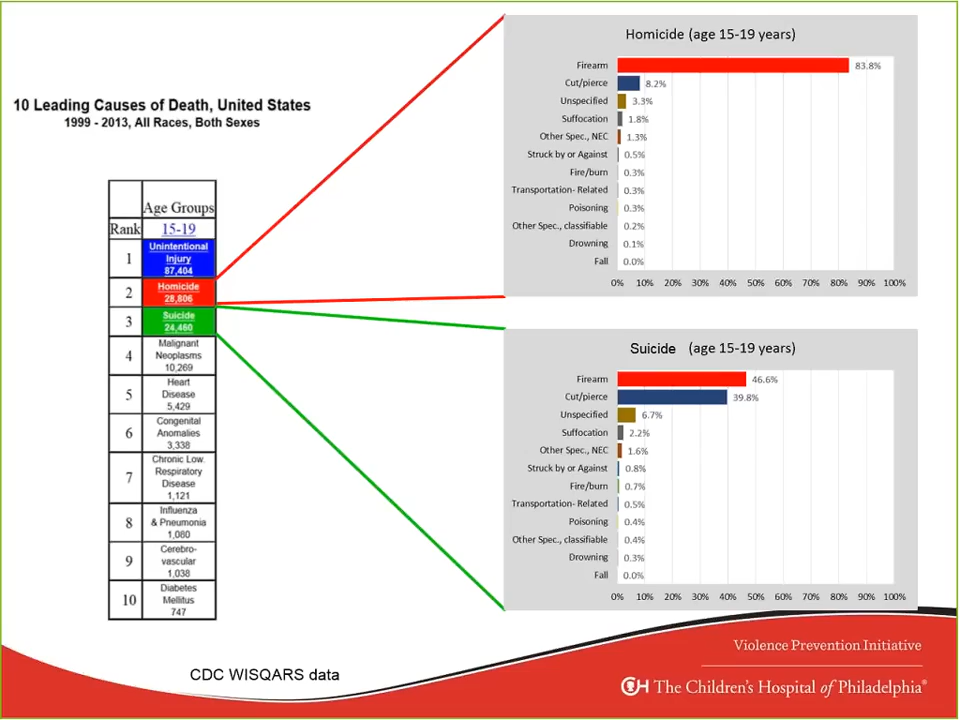 10 Leading Causes of Death, United States
1999 - 2013, All Races, Both Sexes
Age Groups
Rank 15-19
1 Unintentional
Injury
87,404
2 Homicide
28,806
3 Suicide
24,460
4 Malignant
Neoplasms
10,269
5 Heart
Disease
5,429
6 Congenital
Anomalies
3,338
7 Chronic Low.
Respiratory
Disease
1,121
8 Influenza
& Pneumonia
1,080
9 Cerebro-
vascular
1,038
10 Diabetes
Mellitus
747
Homicide (age 15-19 years)
Firearm 83.8%
Cut/pierce 8.2%
Unspecified 3.3%
Suffocation 1.8%
Other Spec., NEC 1.3%
Struck by or Against 0.5%
Fire/burn 0.3%
Transportation- Related 0.3%
Poisoning 0.3%
Other Spec., classifiable 0.2%
Drowning 0.1%
Fall 0.0%
0% 10% 20% 30% 40% 50% 60% 70% 80% 90% 100%
Suicide (age 15-19 years)
Firearm 46.6%
Cut/pierce 39.8%
Unspecified 6.7%
Suffocation 2.2%
Other Spec., NEC 1.6%
Struck by or Against 0.8%
Fire/burn 0.7%
Transportation- Related 0.5%
Poisoning 0.4%
Other Spec., classifiable 0.4%
Drowning 0.3%
Fall 0.0%
0% 10% 20% 30% 40% 50% 60% 70% 80% 90% 100%
CDC WISQARS data
Violence Prevention Initiative
The Children's Hospital of Philadelphia®